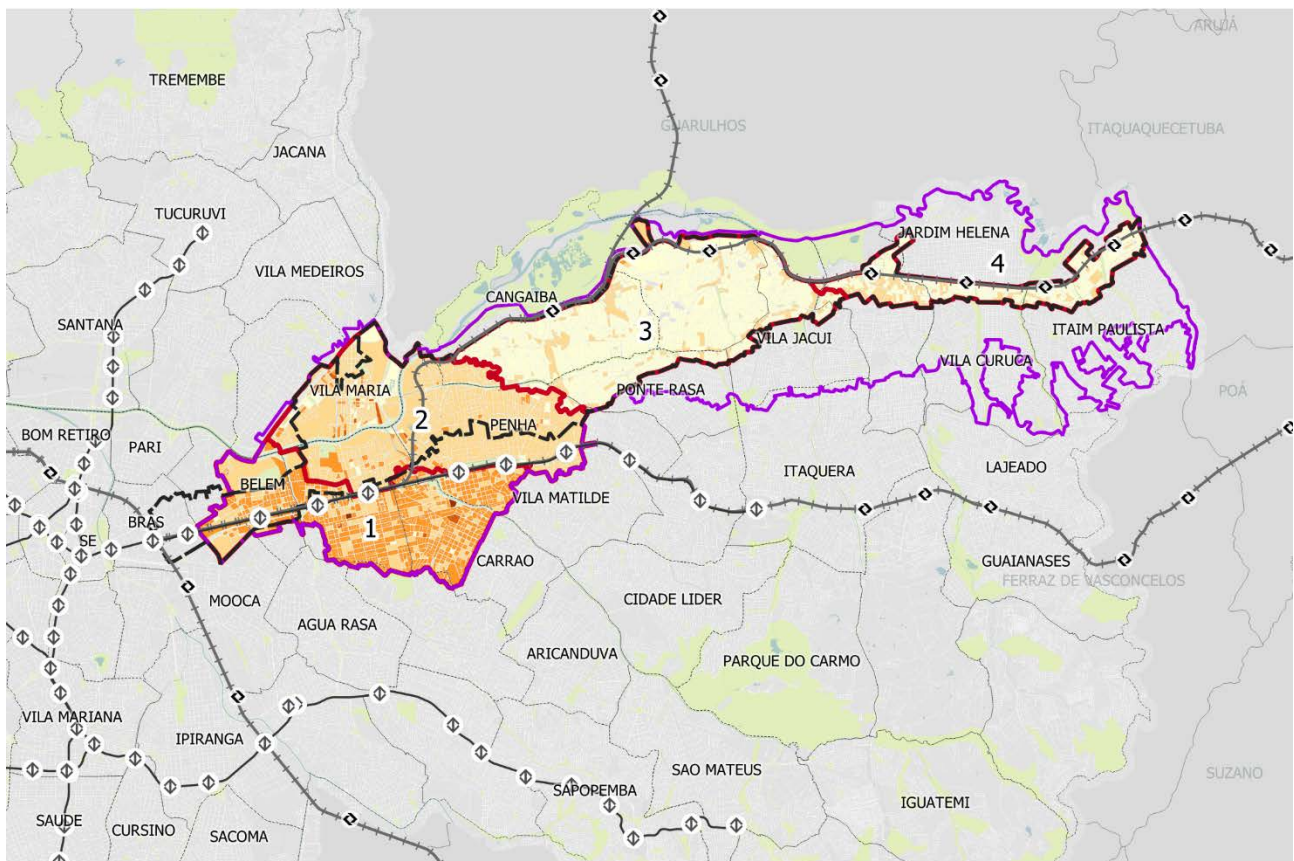 ARUJÁ
TREMEMBE
GUARULHOS
ITAQUAQUECETUBA
JACANA
TUCURUVI
JARDIM HELENA
VILA MEDEIROS
4
CANGAIBA
SANTANA
3
VILA JACUI
ITAIM PAULISTA
VILA CURUCA
VILA MARIA
PONTE-RASA
POÁ
2
PENHA
BOM RETIRO
PARI
ITAQUERA
LAJEADO
BELEM
VILA MATILDE
BRAS
1
SE
CARRAO
GUAIANASES
FERRAZ DE VASCONCELOS
MOOCA
CIDADE LIDER
AGUA RASA
ARICANDUVA
PARQUE DO CARMO
VILA MARIANA
IPIRANGA
SAO MATEUS
SUZANO
SAPOPEMBA
IGUATEMI
SAUDE
CURSINO
SACOMA